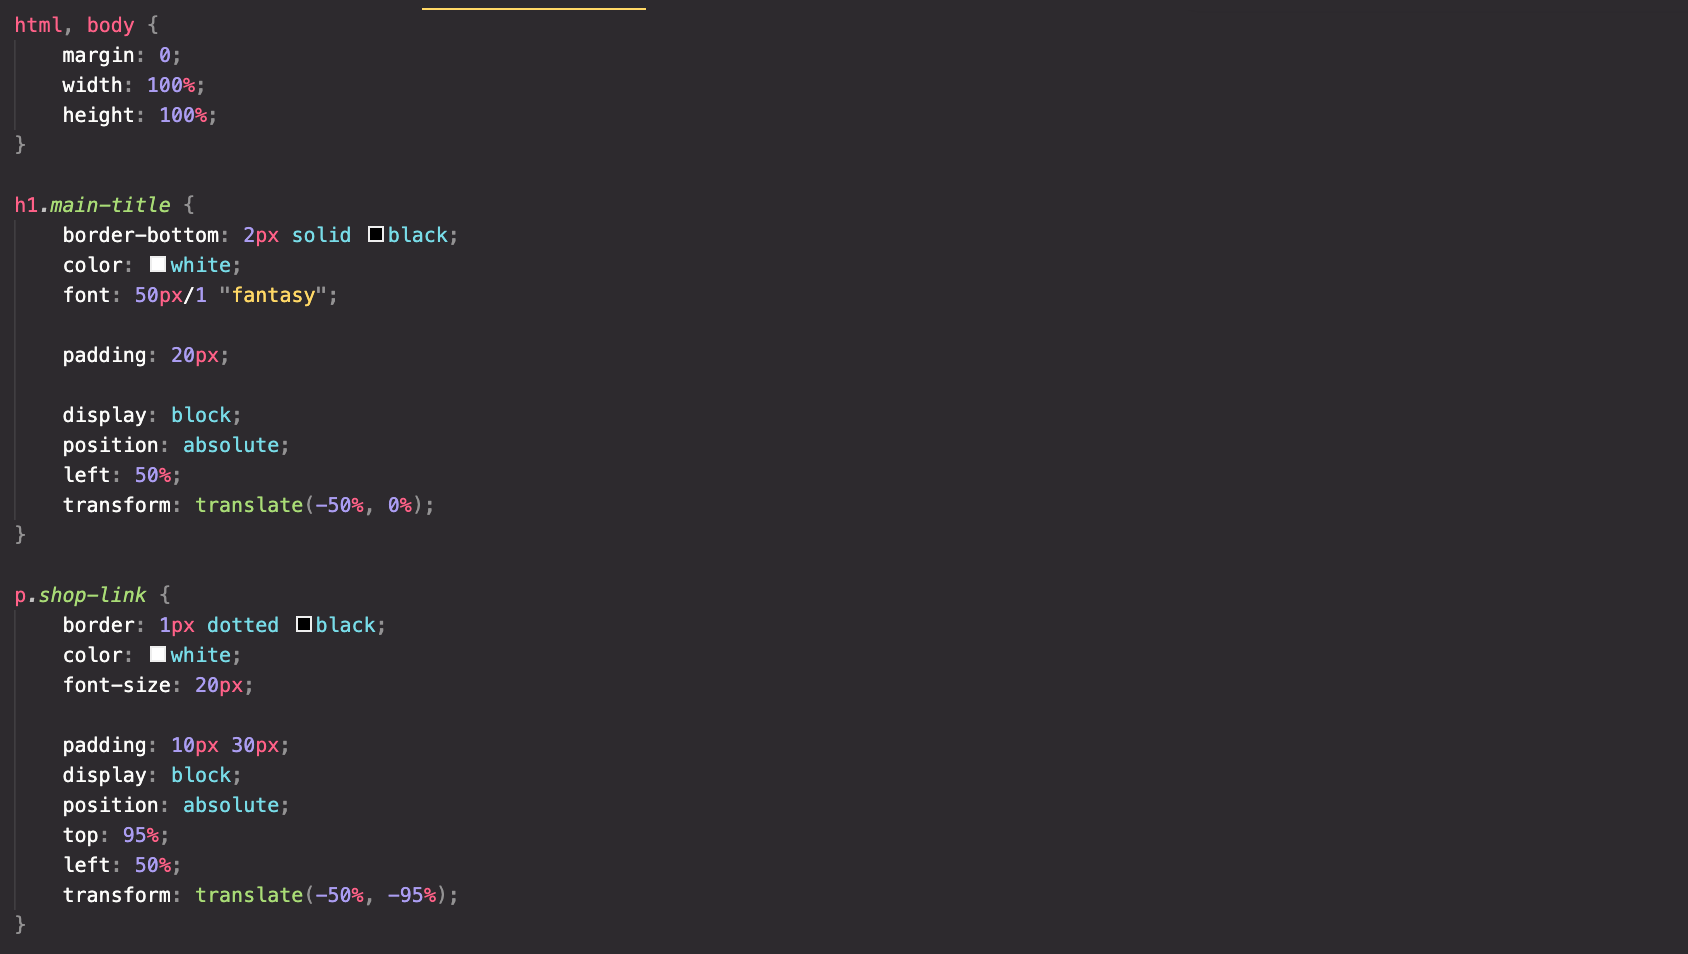 html, body {
    margin: 0;
    width: 100%;
    height: 100%;
}

h1.main-title {
    border-bottom: 2px solid black;
    color: white;
    font: 50px/1 "fantasy";

    padding: 20px;

    display: block;
    position: absolute;
    left: 50%;
    transform: translate(-50%, 0%);
}

p.shop-link {
    border: 1px dotted black;
    color: white;
    font-size: 20px;

    padding: 10px 30px;
    display: block;
    position: absolute;
    top: 95%;
    left: 50%;
    transform: translate(-50%, -95%);
}